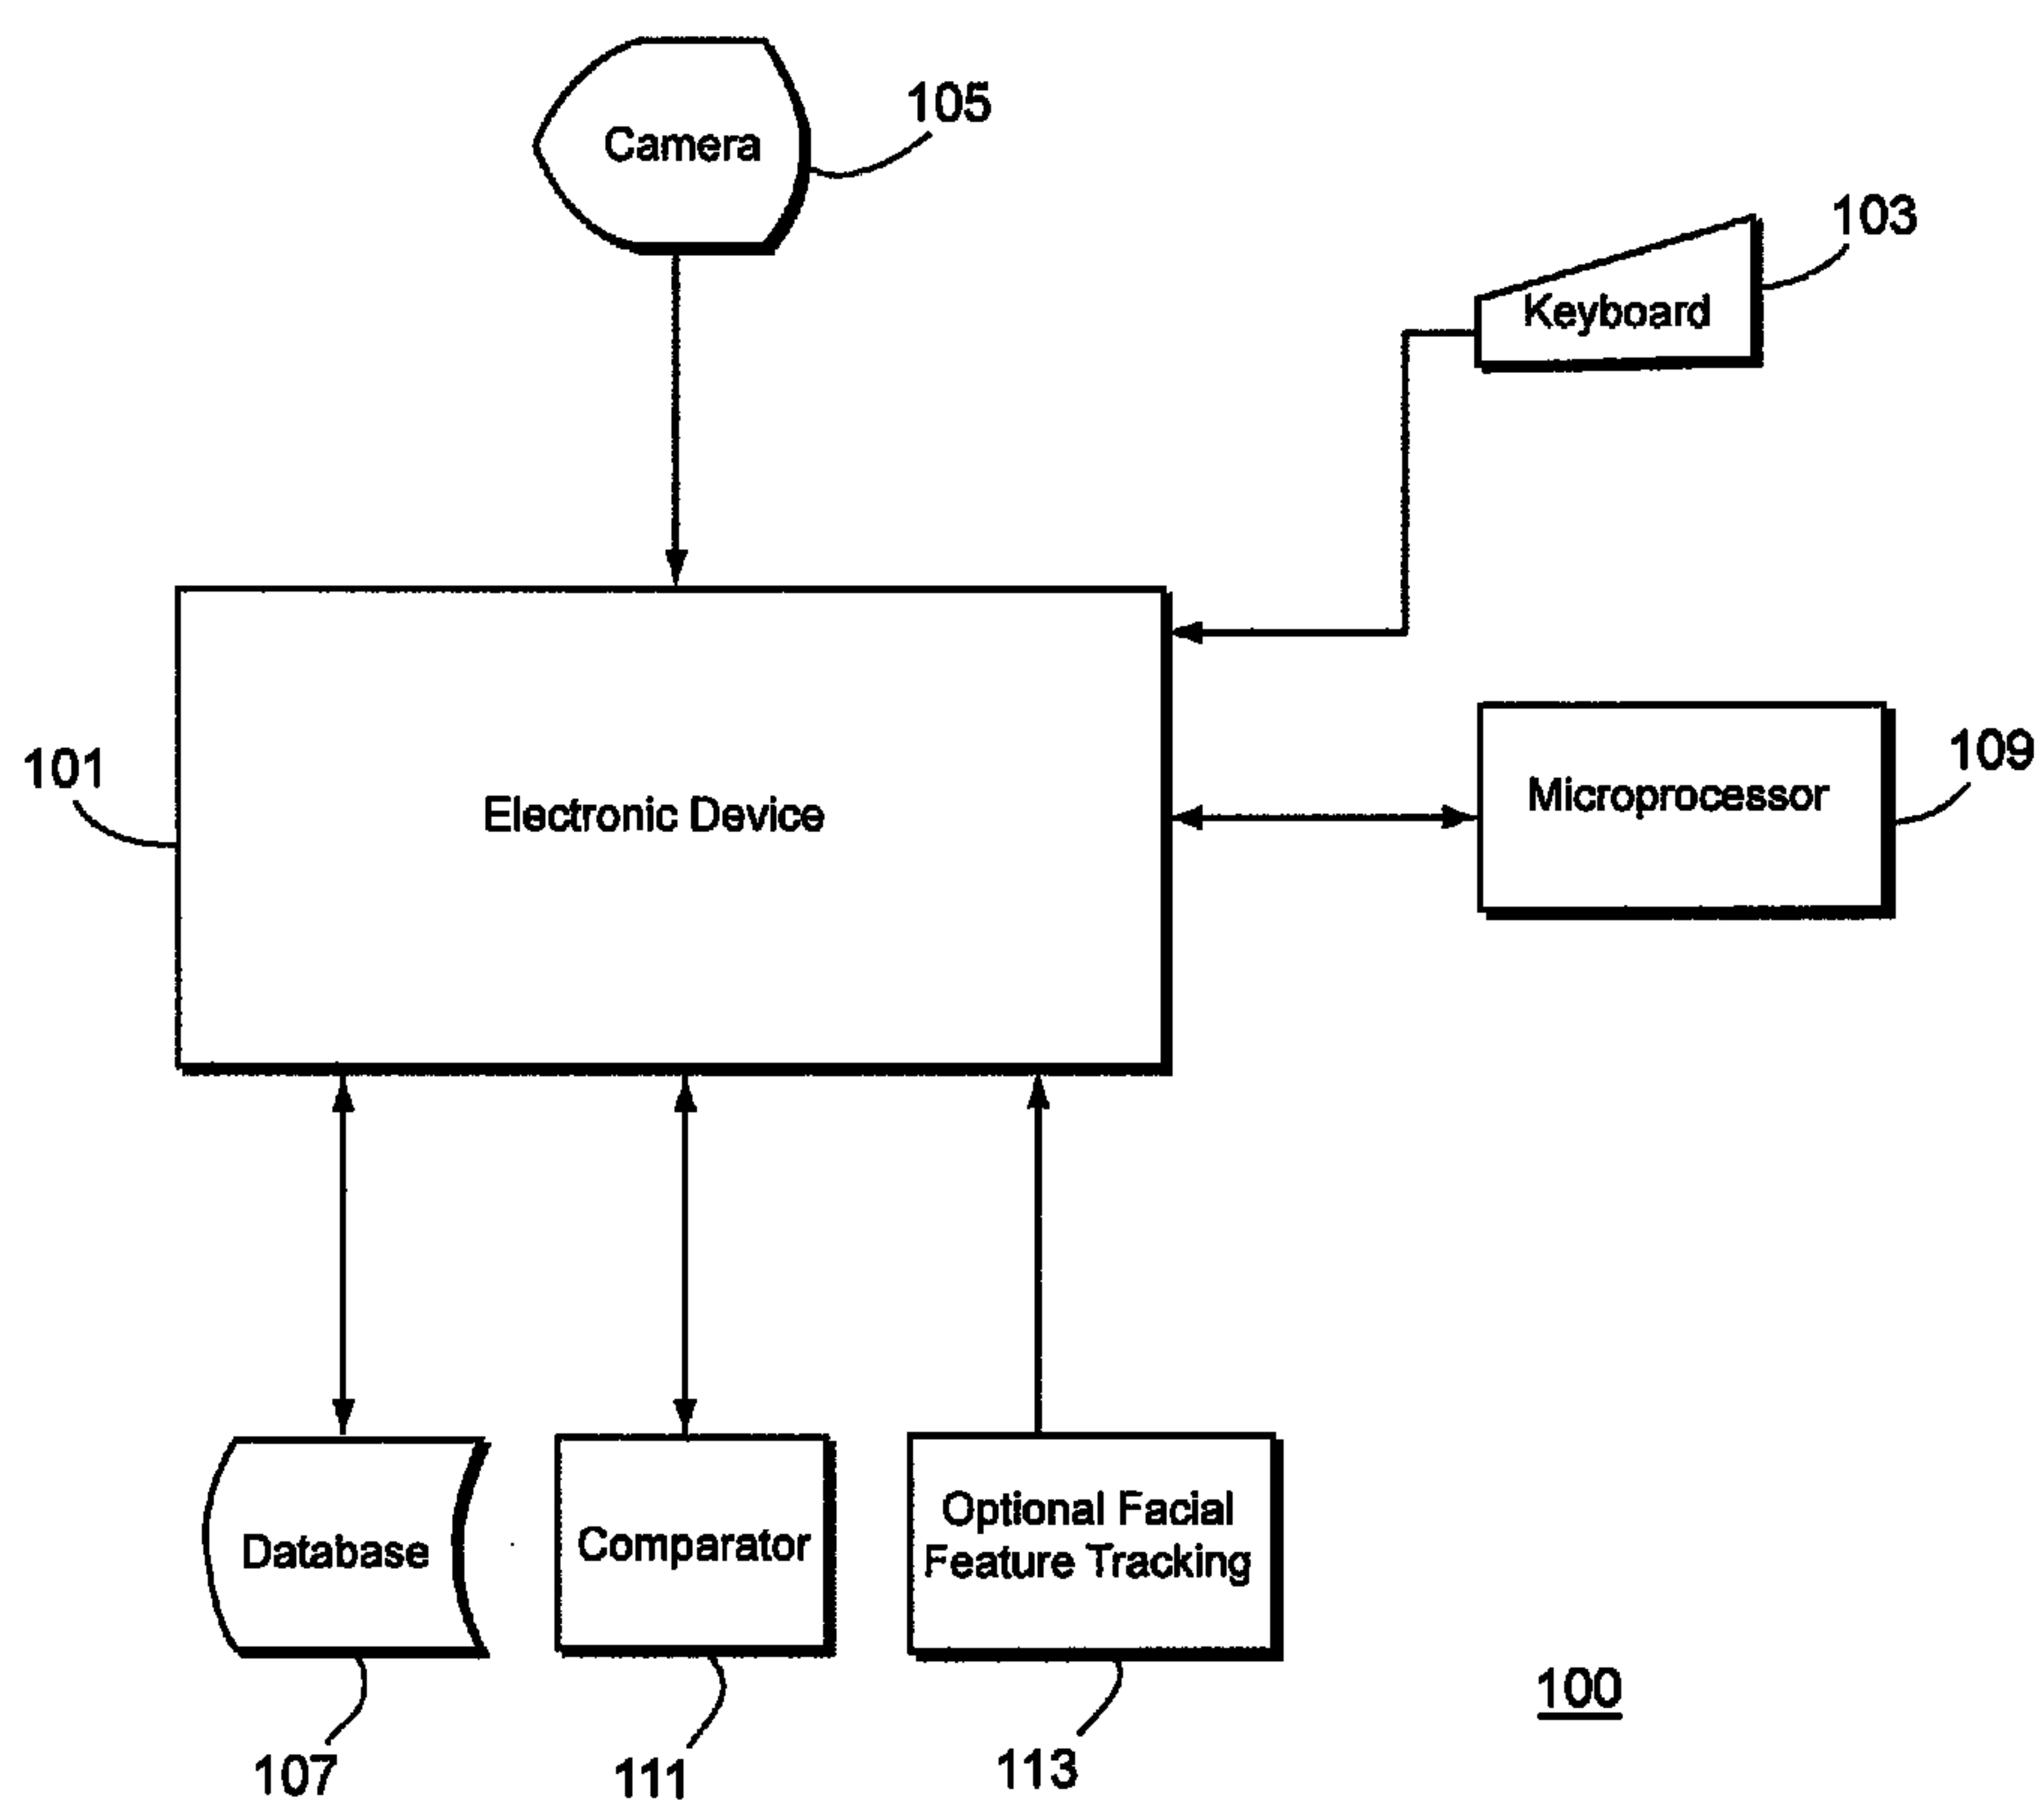 105
Camera
103
Keyboard
101
Electronic Device
109
Microprocessor
Database
Comparator
Optional Facial
Feature Tracking
107
111
113
100